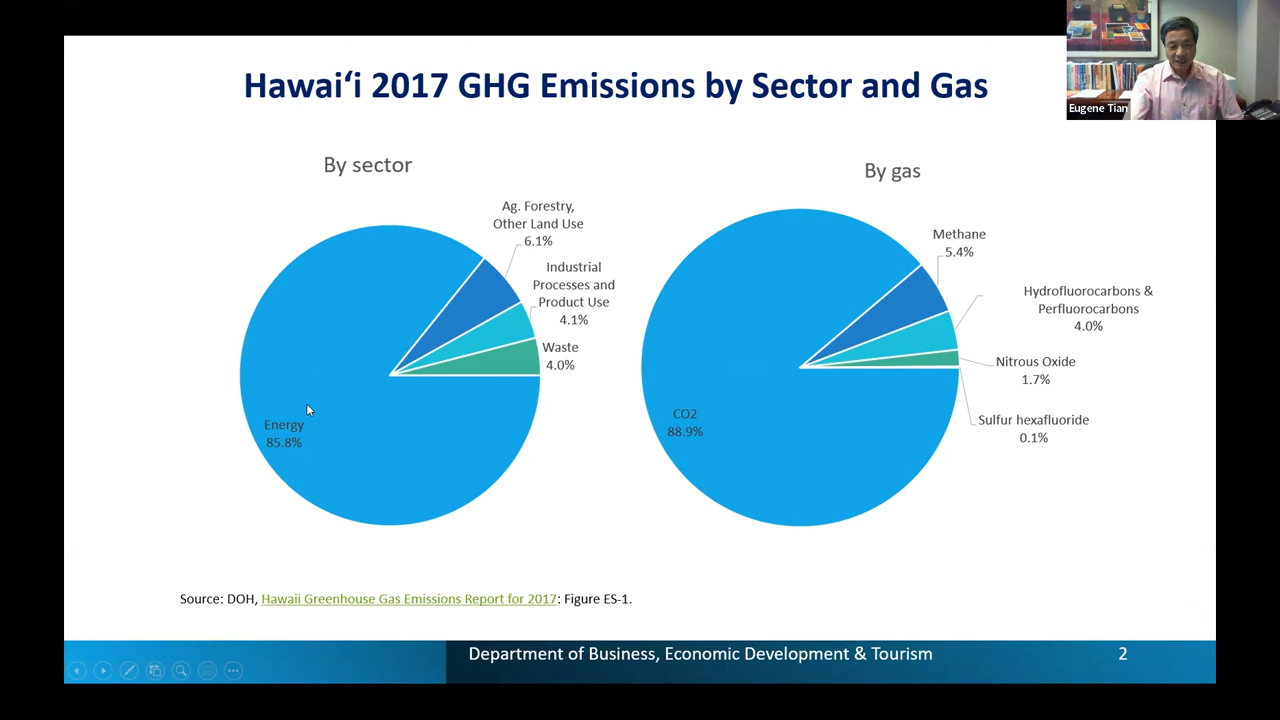 Hawai‘i 2017 GHG Emissions by Sector and Gas
Eugene Tian
By sector
Ag. Forestry,
Other Land Use
6.1%
Industrial
Processes and
Product Use
4.1%
Waste
4.0%
Energy
85.8%
By gas
Methane
5.4%
Hydrofluorocarbons &
Perfluorocarbons
4.0%
Nitrous Oxide
1.7%
Sulfur hexafluoride
0.1%
CO2
88.9%
Source: DOH, Hawaii Greenhouse Gas Emissions Report for 2017: Figure ES-1.
Department of Business, Economic Development & Tourism
2